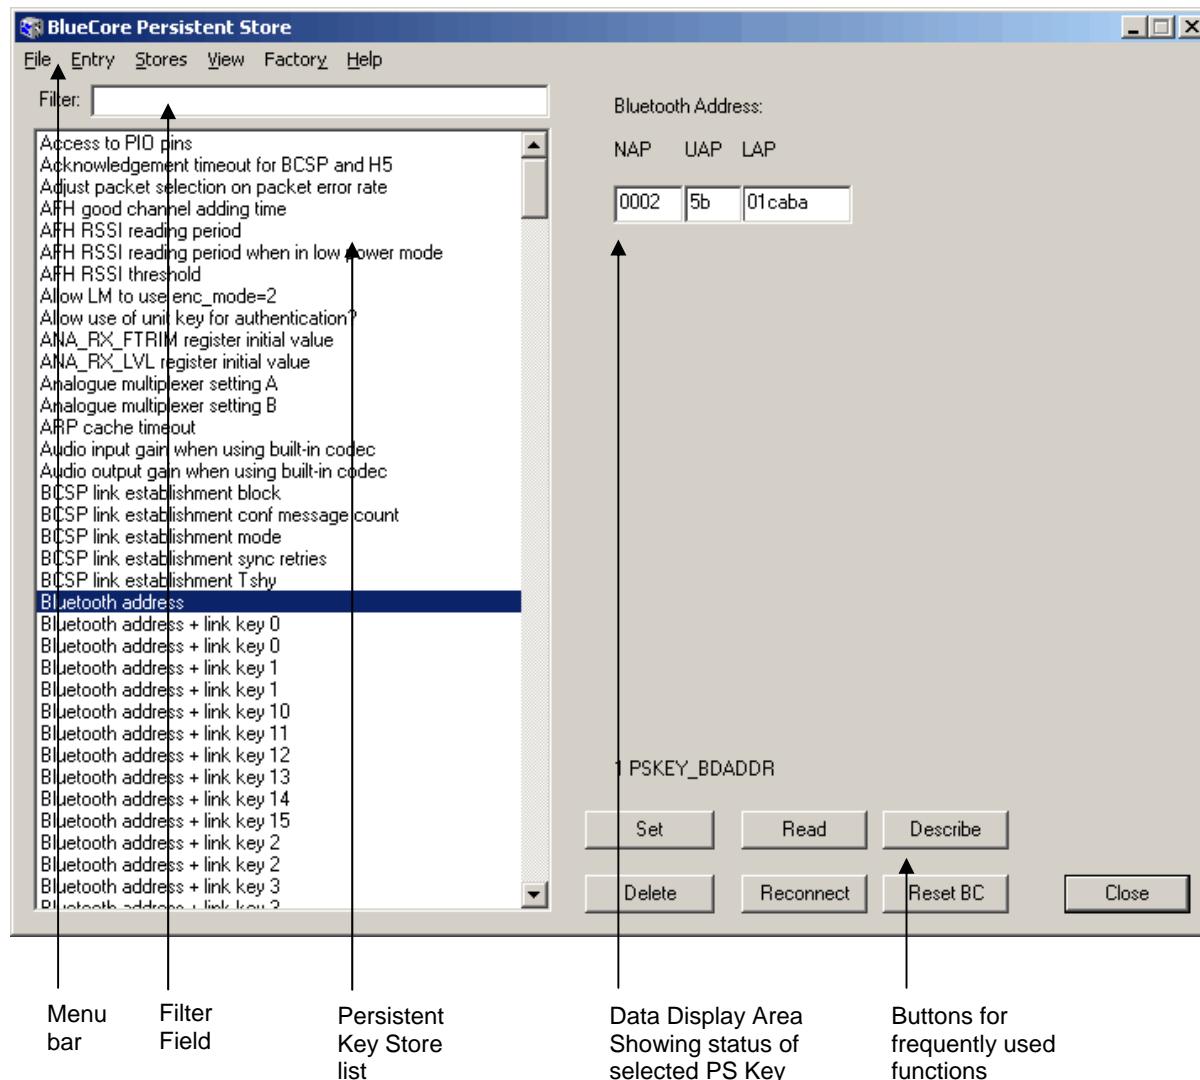 BlueCore Persistent Store
File Entry Stores View Factory Help
Filter:
Access to PIO pins
Acknowledgement timeout for BCSP and H5
Adjust packet selection on packet error rate
AFH good channel adding time
AFH RSSI reading period
AFH RSSI reading period when in low power mode
AFH RSSI threshold
Allow LM to use enc_mode=2
Allow use of unit key for authentication?
ANA_RX_FTRIM register initial value
ANA_RX_LVL register initial value
Analogue multiplexer setting A
Analogue multiplexer setting B
ARP cache timeout
Audio input gain when using built-in codec
Audio output gain when using built-in codec
BCSP link establishment block
BCSP link establishment conf message count
BCSP link establishment mode
BCSP link establishment sync retries
BCSP link establishment Tshy
Bluetooth address
Bluetooth address + link key 0
Bluetooth address + link key 0
Bluetooth address + link key 1
Bluetooth address + link key 1
Bluetooth address + link key 10
Bluetooth address + link key 11
Bluetooth address + link key 12
Bluetooth address + link key 13
Bluetooth address + link key 14
Bluetooth address + link key 15
Bluetooth address + link key 2
Bluetooth address + link key 2
Bluetooth address + link key 3
Bluetooth address + link key 3
Bluetooth Address:
NAP UAP LAP
0002 5b 01caba
1 PSKEY_BDADDR
Set Read Describe
Delete Reconnect Reset BC Close
Menu
bar
Filter
Field
Persistent
Key Store
list
Data Display Area
Showing status of
selected PS Key
Buttons for
frequently used
functions